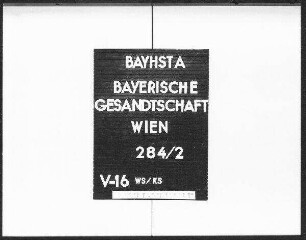 BAYHSTA
BAYERISCHE
GESANDTSCHAFT
WIEN
284/2
V-16 WS/KS